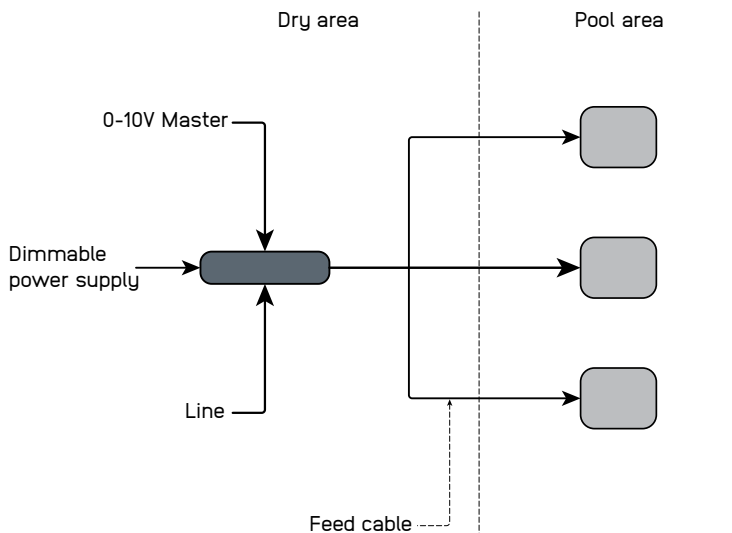 Dry area
Pool area
0-10V Master
Dimmable
power supply
Line
Feed cable